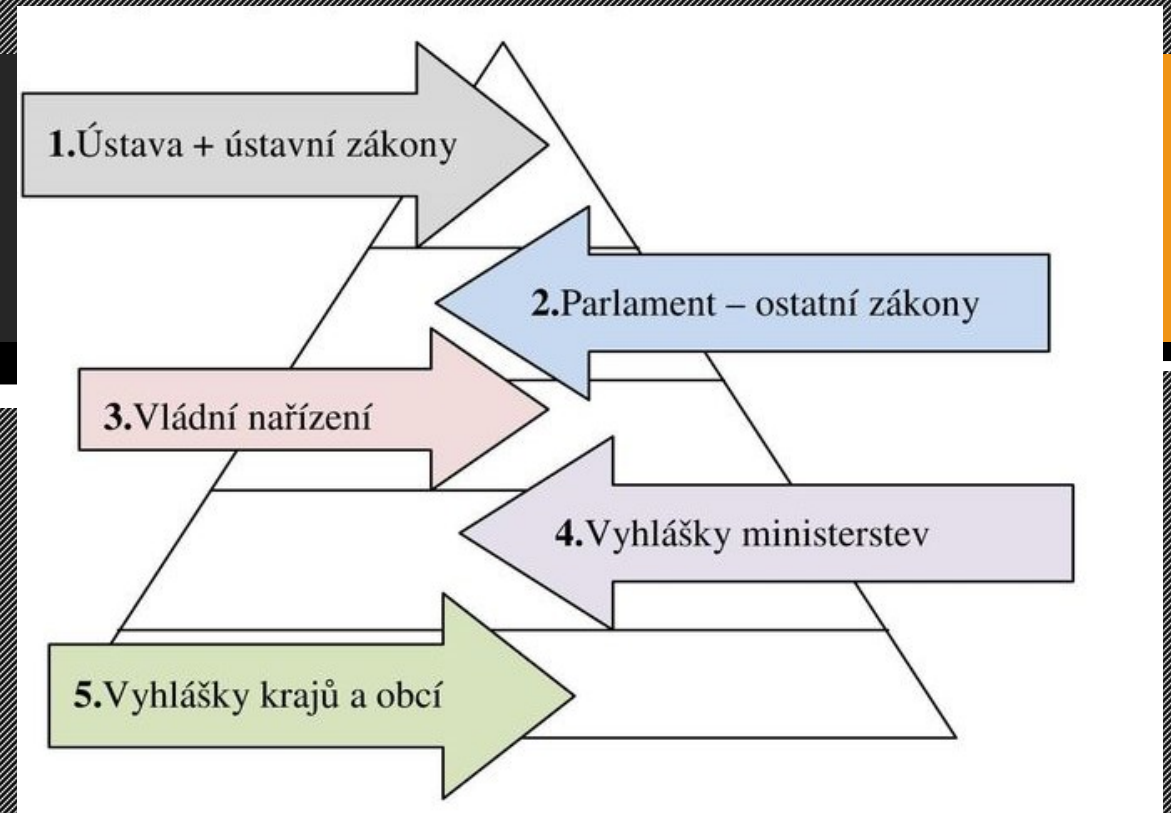 1.Ústava + ústavní zákony
2.Parlament – ostatní zákony
3.Vládní nařízení
4.Vyhlášky ministerstev
5.Vyhlášky krajů a obcí